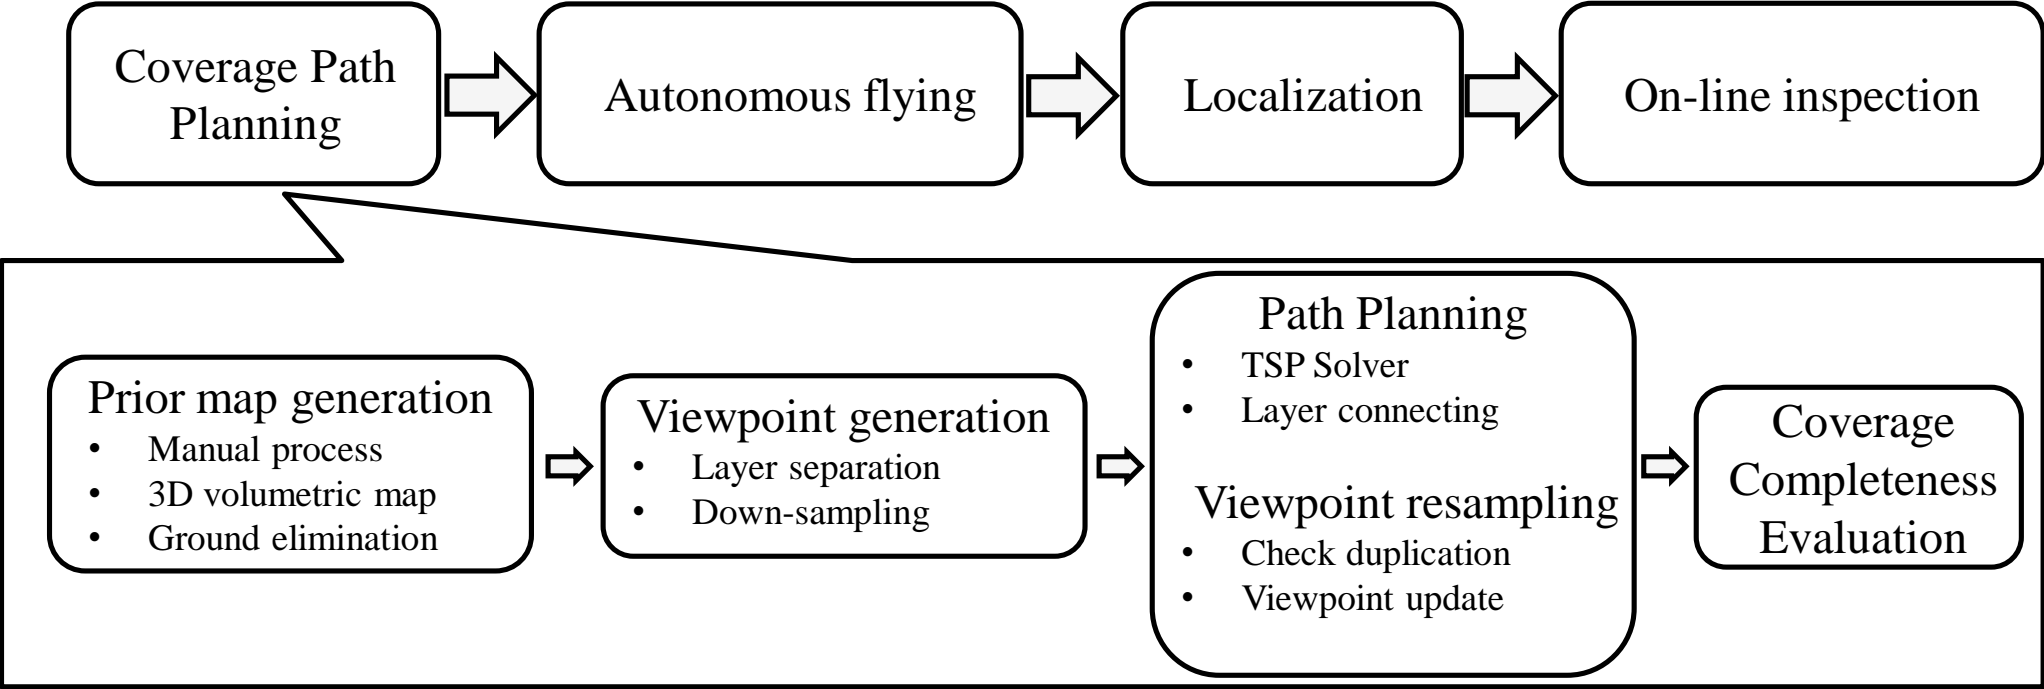 Coverage Path
Planning
Autonomous flying
Localization
On-line inspection
Prior map generation
• Manual process
• 3D volumetric map
• Ground elimination
Viewpoint generation
• Layer separation
• Down-sampling
Path Planning
• TSP Solver
• Layer connecting
Viewpoint resampling
• Check duplication
• Viewpoint update
Coverage
Completeness
Evaluation